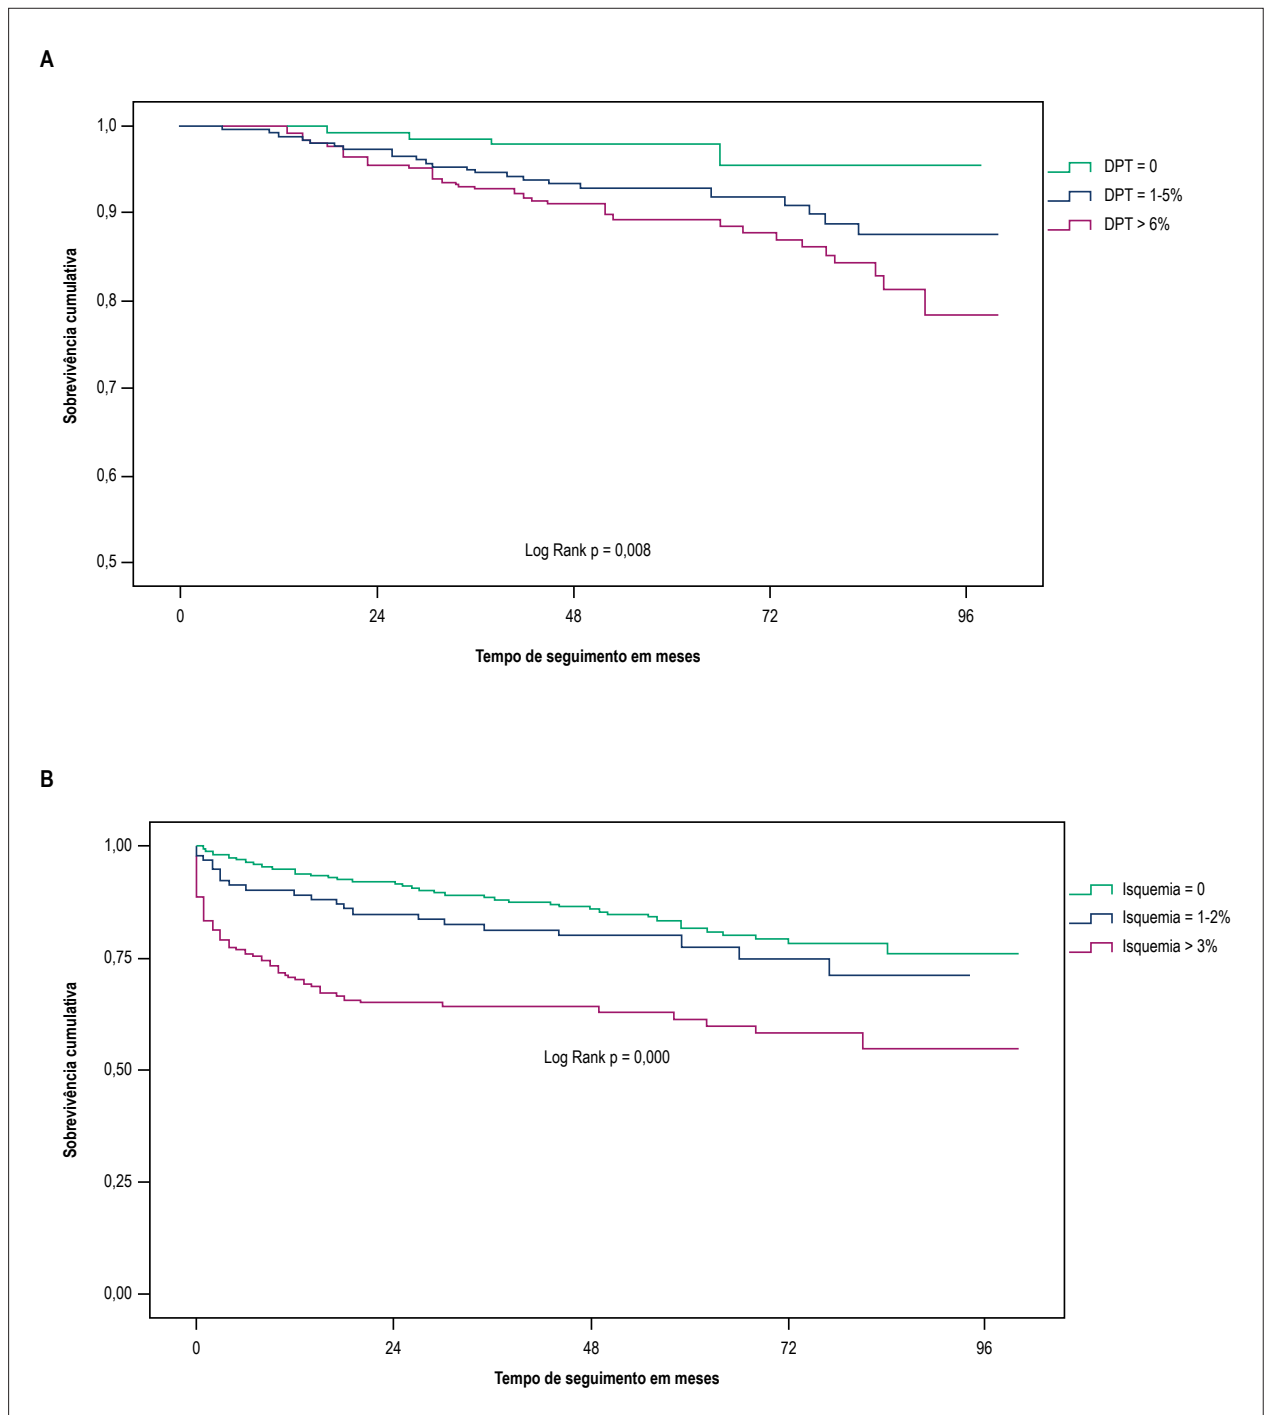 A
1,0
0,9
0,8
0,7
0,6
0,5
Sobrevivência cumulativa
DPT = 0
DPT = 1-5%
DPT > 6%
Log Rank p = 0,008
0 24 48 72 96
Tempo de seguimento em meses
B
1,00
0,75
0,50
0,25
0,00
Sobrevivência cumulativa
Isquemia = 0
Isquemia = 1-2%
Isquemia > 3%
Log Rank p = 0,000
0 24 48 72 96
Tempo de seguimento em meses